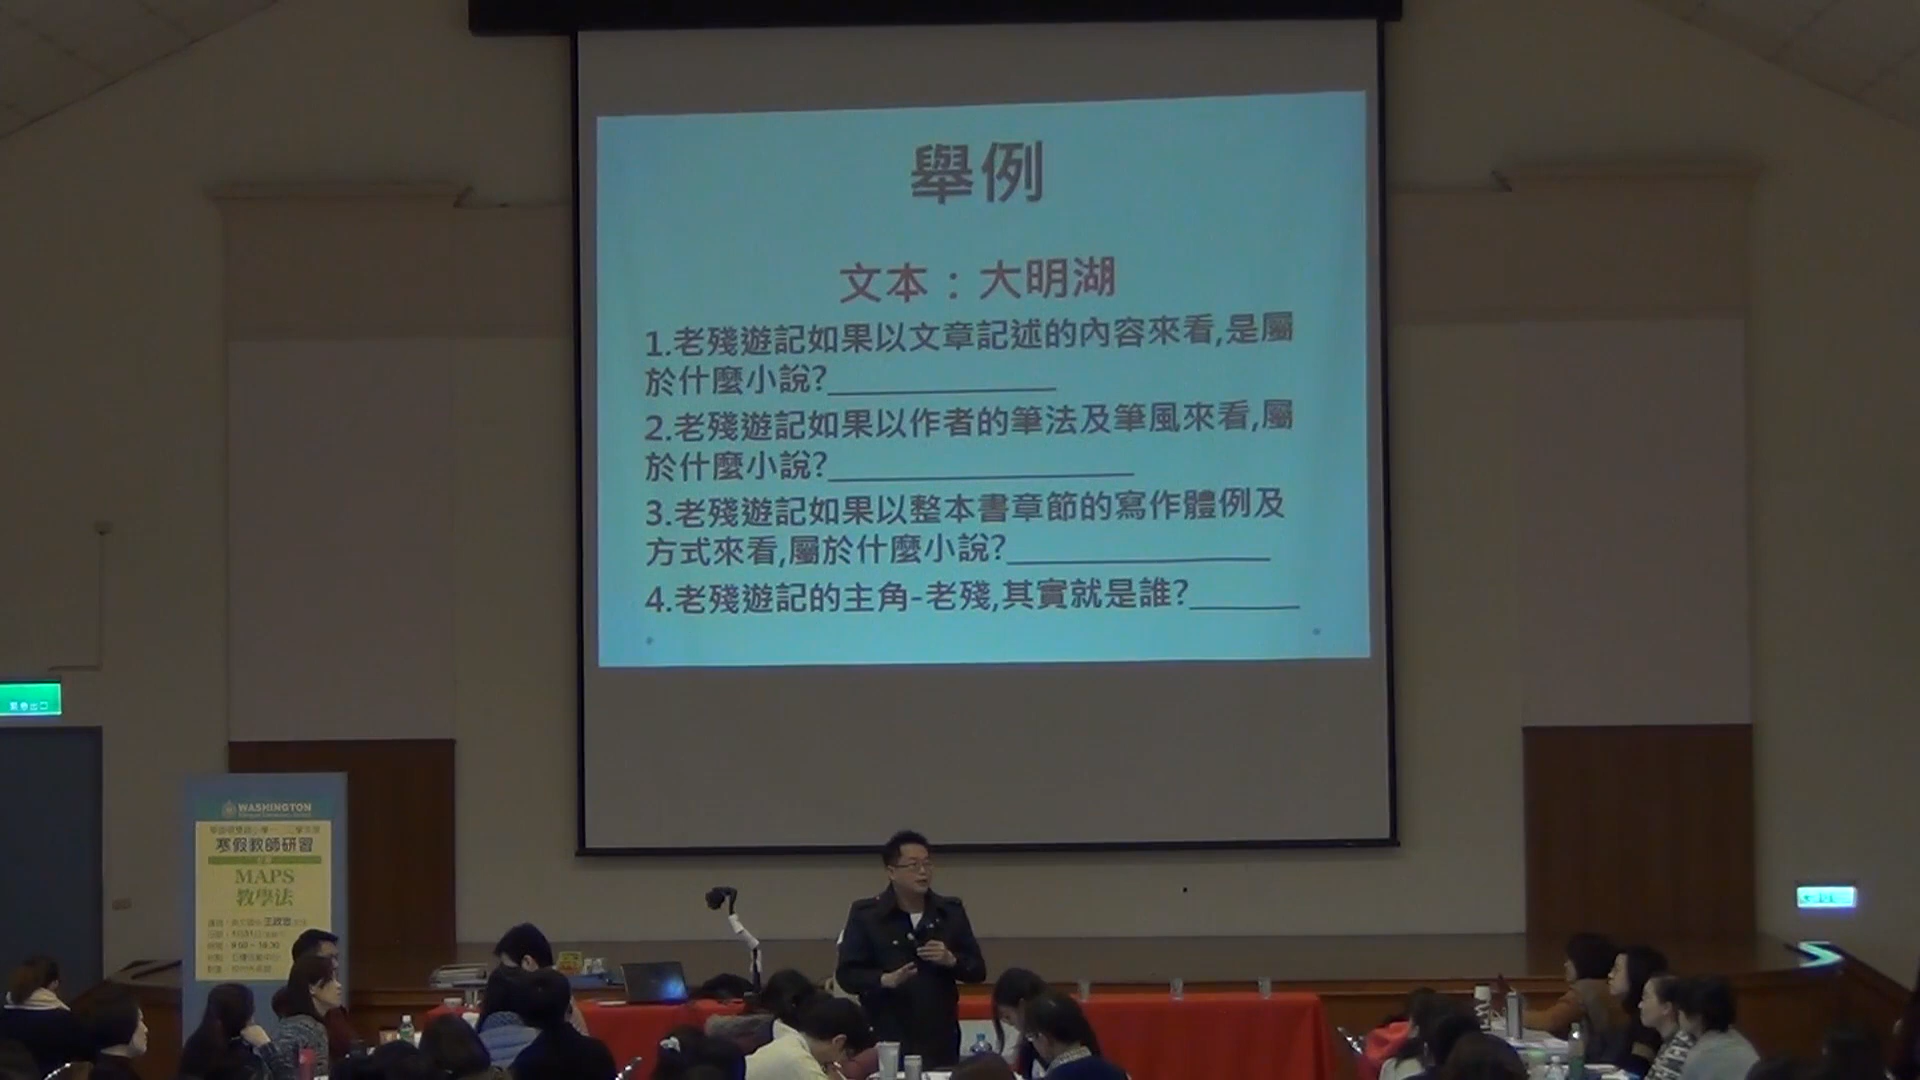 舉例
文本：大明湖
1.老殘遊記如果以文章記述的內容來看,是屬
於什麼小說?____________
2.老殘遊記如果以作者的筆法及筆風來看,屬
於什麼小說?________________
3.老殘遊記如果以整本書章節的寫作體例及
方式來看,屬於什麼小說?______________
4.老殘遊記的主角-老殘,其實就是誰?______
WASHINGTON
寒假教師研習
MAPS
教學法